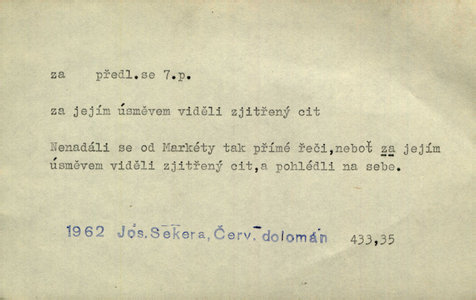 za předl.se 7.p.
za jejím úsměvem viděli zjitřený cit
Nenadáli se od Markéty tak přímé řeči,neboť za jejím
úsměvem viděli zjitřený cit,a pohlédli na sebe.
1962 Jos. Sekera, Červ. dolomán 433,35